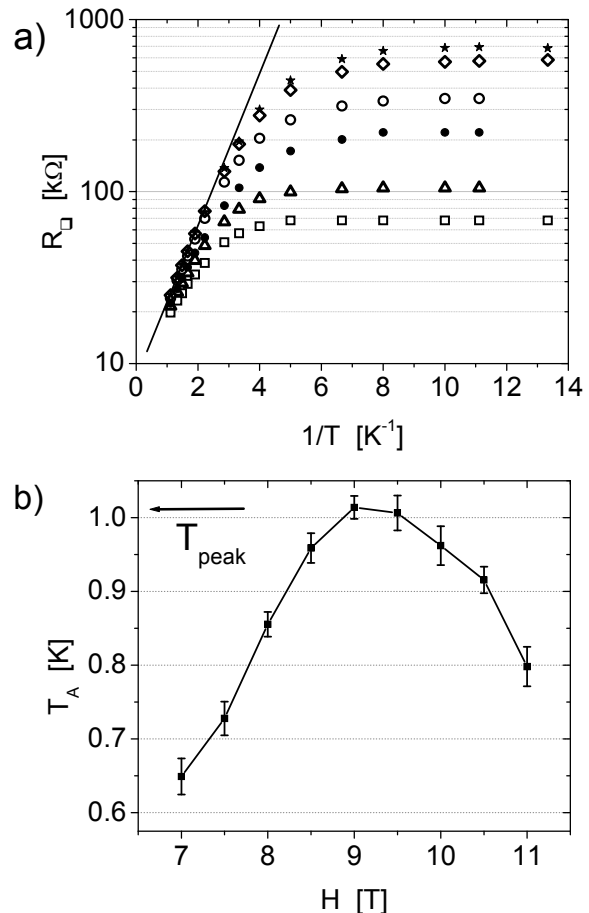 a)
1000
100
10
R□ [kΩ]
0 2 4 6 8 10 12 14
1/T [K⁻¹]
b)
T_peak
1.0
0.9
0.8
0.7
0.6
T_A [K]
7 8 9 10 11
H [T]